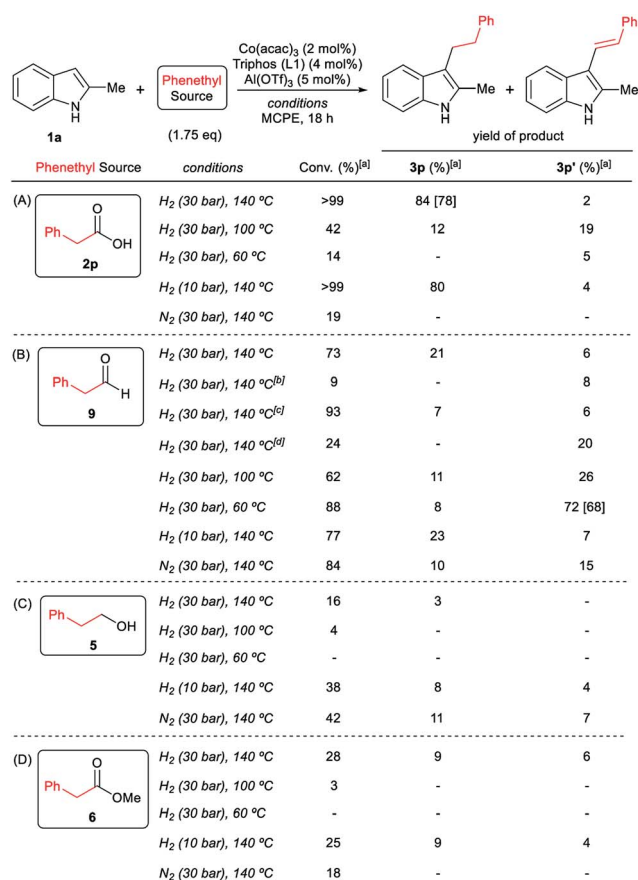 Co(acac)3 (2 mol%)
Triphos (L1) (4 mol%)
Al(OTf)3 (5 mol%)
conditions
MCPE, 18 h
Me
N
H
1a
+
Phenethyl
Source
(1.75 eq)
Ph
Me
N
H
+
Ph
Me
N
H
yield of product
Phenethyl Source conditions Conv. (%)[a] 3p (%)[a] 3p' (%)[a]
(A)
Ph
O
OH
2p
H2 (30 bar), 140 ºC >99 84 [78] 2
H2 (30 bar), 100 ºC 42 12 19
H2 (30 bar), 60 ºC 14 - 5
H2 (10 bar), 140 ºC >99 80 4
N2 (30 bar), 140 ºC 19 - -
(B)
Ph
O
H
9
H2 (30 bar), 140 ºC 73 21 6
H2 (30 bar), 140 ºC[b] 9 - 8
H2 (30 bar), 140 ºC[c] 93 7 6
H2 (30 bar), 140 ºC[d] 24 - 20
H2 (30 bar), 100 ºC 62 11 26
H2 (30 bar), 60 ºC 88 8 72 [68]
H2 (10 bar), 140 ºC 77 23 7
N2 (30 bar), 140 ºC 84 10 15
(C)
Ph
OH
5
H2 (30 bar), 140 ºC 16 3 -
H2 (30 bar), 100 ºC 4 - -
H2 (30 bar), 60 ºC - - -
H2 (10 bar), 140 ºC 38 8 4
N2 (30 bar), 140 ºC 42 11 7
(D)
Ph
O
OMe
6
H2 (30 bar), 140 ºC 28 9 6
H2 (30 bar), 100 ºC 3 - -
H2 (30 bar), 60 ºC - - -
H2 (10 bar), 140 ºC 25 9 4
N2 (30 bar), 140 ºC 18 - -